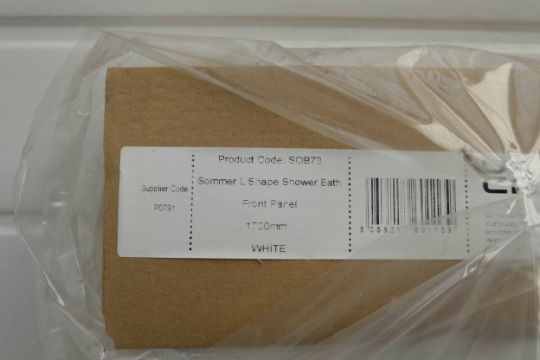 Product Code: SOB73
Sommer L Shape Shower Bath
Front Panel
1700mm
WHITE
Supplier Code
P0791